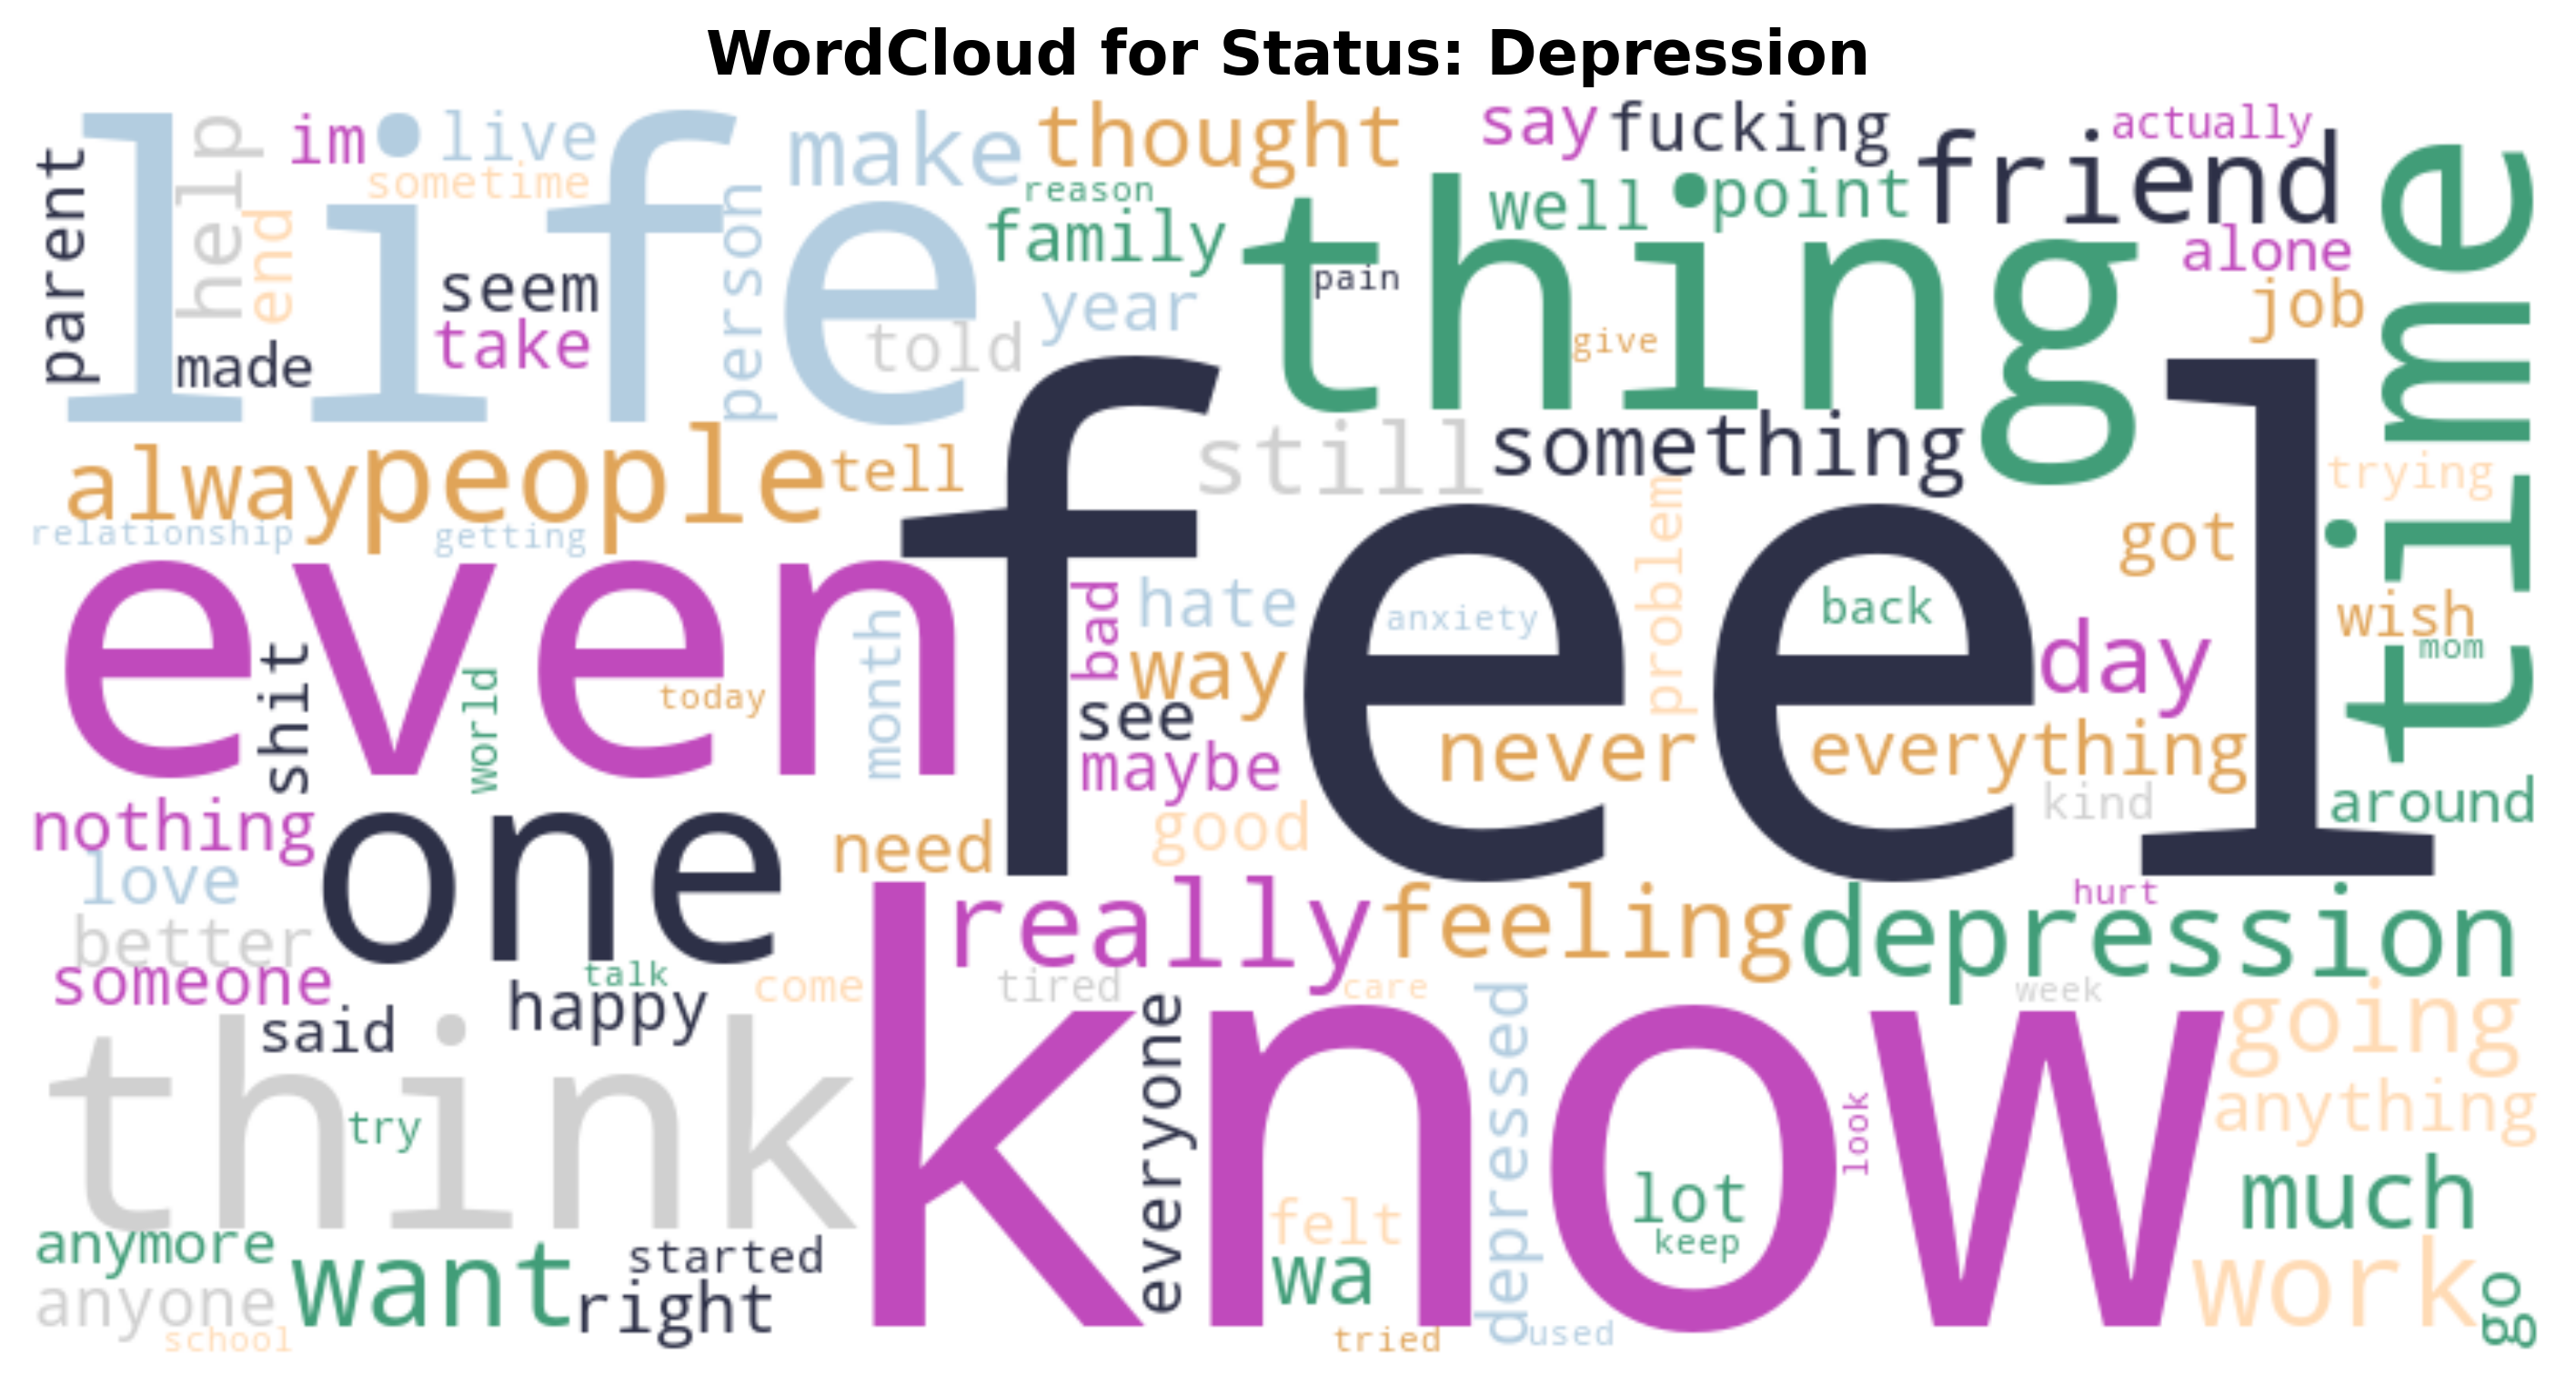 WordCloud for Status: Depression
parent
life
help
im
live
sometime
end
made
seem
take
person
make
thought
reason
family
told
year
say
fucking
actually
well
point
friend
thing
pain
give
alone
job
time
alway
people
tell
still
something
trying
relationship
getting
feel
got
even
shit
world
today
month
bad
hate
anxiety
problem
back
day
wish
mom
way
see
maybe
never
everything
kind
around
nothing
one
need
good
love
better
someone
said
happy
talk
come
really
feeling
depression
hurt
tired
care
week
going
think
try
know
everyone
depressed
look
anything
felt
lot
keep
much
wa
anymore
want
started
right
anyone
school
tried
used
work
go